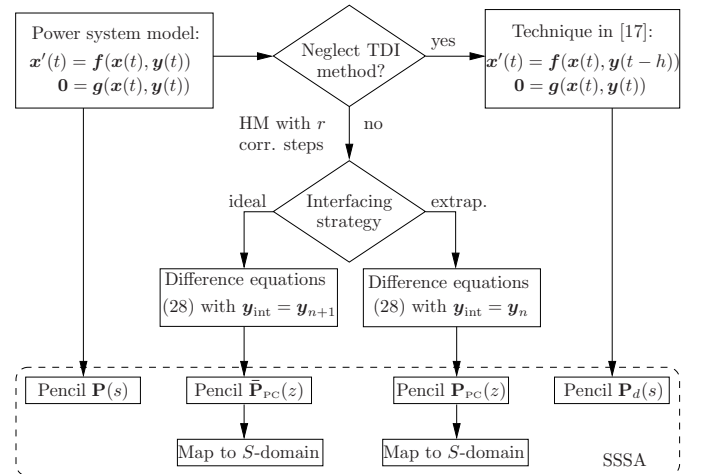 Power system model:
x′(t) = f(x(t), y(t))
0 = g(x(t), y(t))
Neglect TDI
method?
yes
Technique in [17]:
x′(t) = f(x(t), y(t − h))
0 = g(x(t), y(t))
HM with r
corr. steps
no
ideal
Interfacing
strategy
extrap.
Difference equations
(28) with y_int = y_{n+1}
Difference equations
(28) with y_int = y_n
Pencil P(s)
Pencil P̄_PC(z)
Pencil P_PC(z)
Pencil P_d(s)
Map to S-domain
Map to S-domain
SSSA